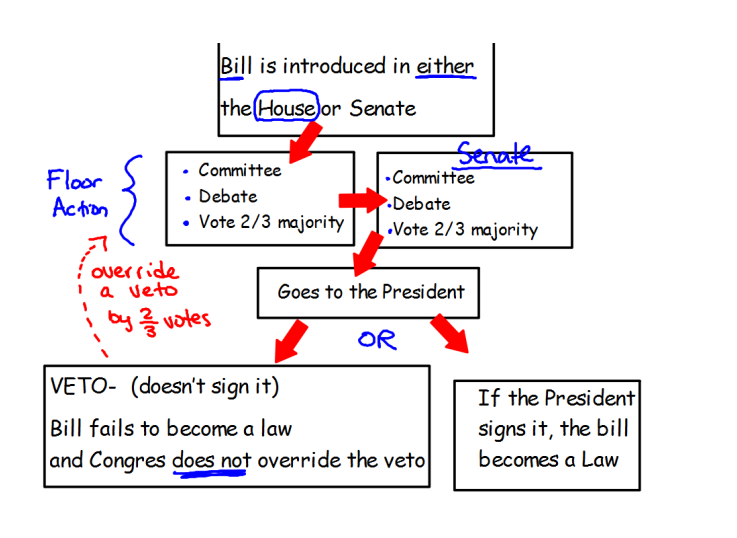 Bill is introduced in either
the House or Senate
Floor
Action
• Committee
• Debate
• Vote 2/3 majority
Senate
• Committee
• Debate
• Vote 2/3 majority
override
a veto
by 2/3 votes
Goes to the President
OR
VETO- (doesn't sign it)
Bill fails to become a law
and Congres does not override the veto
If the President
signs it, the bill
becomes a Law